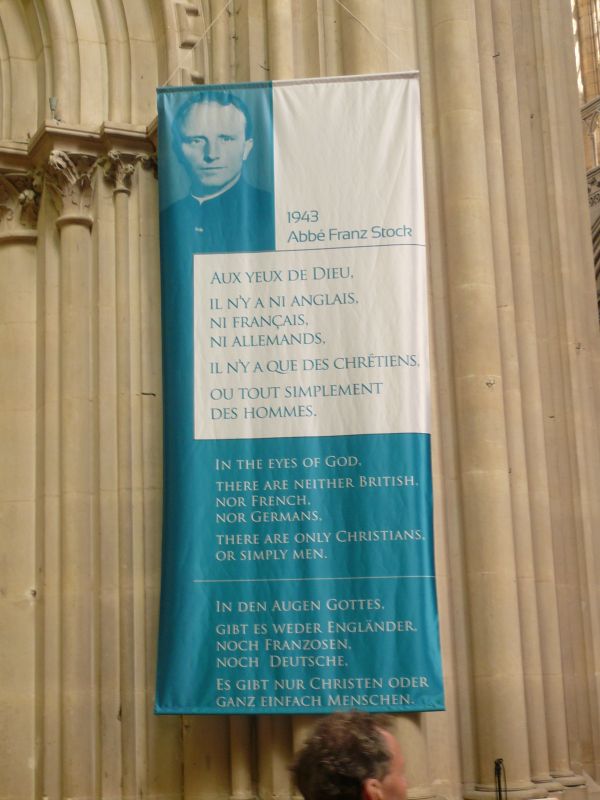 1943
Abbé Franz Stock
AUX YEUX DE DIEU,
IL N'Y A NI ANGLAIS,
NI FRANÇAIS,
NI ALLEMANDS,
IL N'Y A QUE DES CHRÉTIENS,
OU TOUT SIMPLEMENT
DES HOMMES.
IN THE EYES OF GOD,
THERE ARE NEITHER BRITISH,
NOR FRENCH,
NOR GERMANS,
THERE ARE ONLY CHRISTIANS,
OR SIMPLY MEN.
IN DEN AUGEN GOTTES,
GIBT ES WEDER ENGLÄNDER,
NOCH FRANZOSEN,
NOCH DEUTSCHE,
ES GIBT NUR CHRISTEN ODER
GANZ EINFACH MENSCHEN.